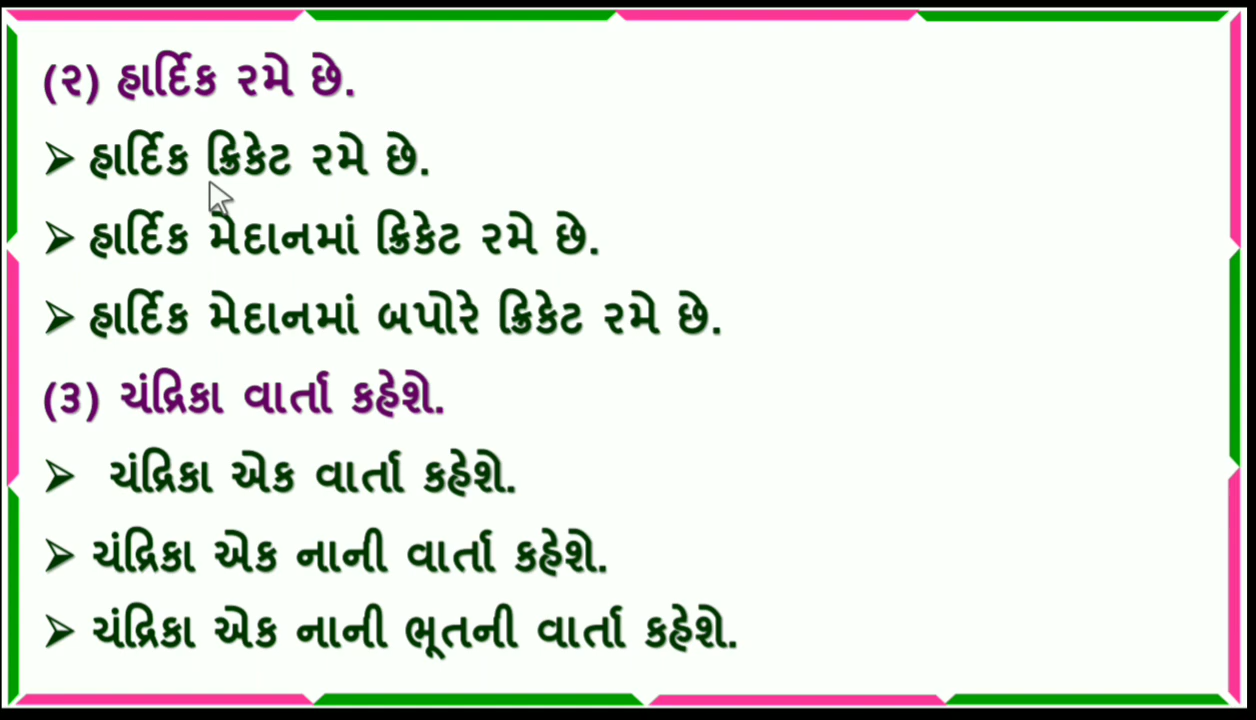 (૨) હાર્દિક રમે છે.
➢ હાર્દિક ક્રિકેટ રમે છે.
➢ હાર્દિક મેદાનમાં ક્રિકેટ રમે છે.
➢ હાર્દિક મેદાનમાં બપોરે ક્રિકેટ રમે છે.
(૩) ચંદ્રિકા વાર્તા કહેશે.
➢ ચંદ્રિકા એક વાર્તા કહેશે.
➢ ચંદ્રિકા એક નાની વાર્તા કહેશે.
➢ ચંદ્રિકા એક નાની ભૂતની વાર્તા કહેશે.